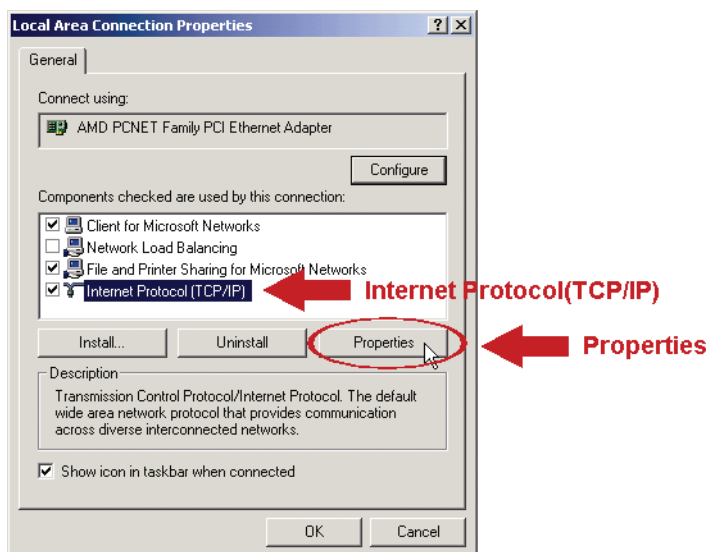 Local Area Connection Properties
General
Connect using:
AMD PCNET Family PCI Ethernet Adapter
Configure
Components checked are used by this connection:
Client for Microsoft Networks
Network Load Balancing
File and Printer Sharing for Microsoft Networks
Internet Protocol (TCP/IP)
Internet Protocol(TCP/IP)
Install...
Uninstall
Properties
Properties
Description
Transmission Control Protocol/Internet Protocol. The default
wide area network protocol that provides communication
across diverse interconnected networks.
Show icon in taskbar when connected
OK
Cancel